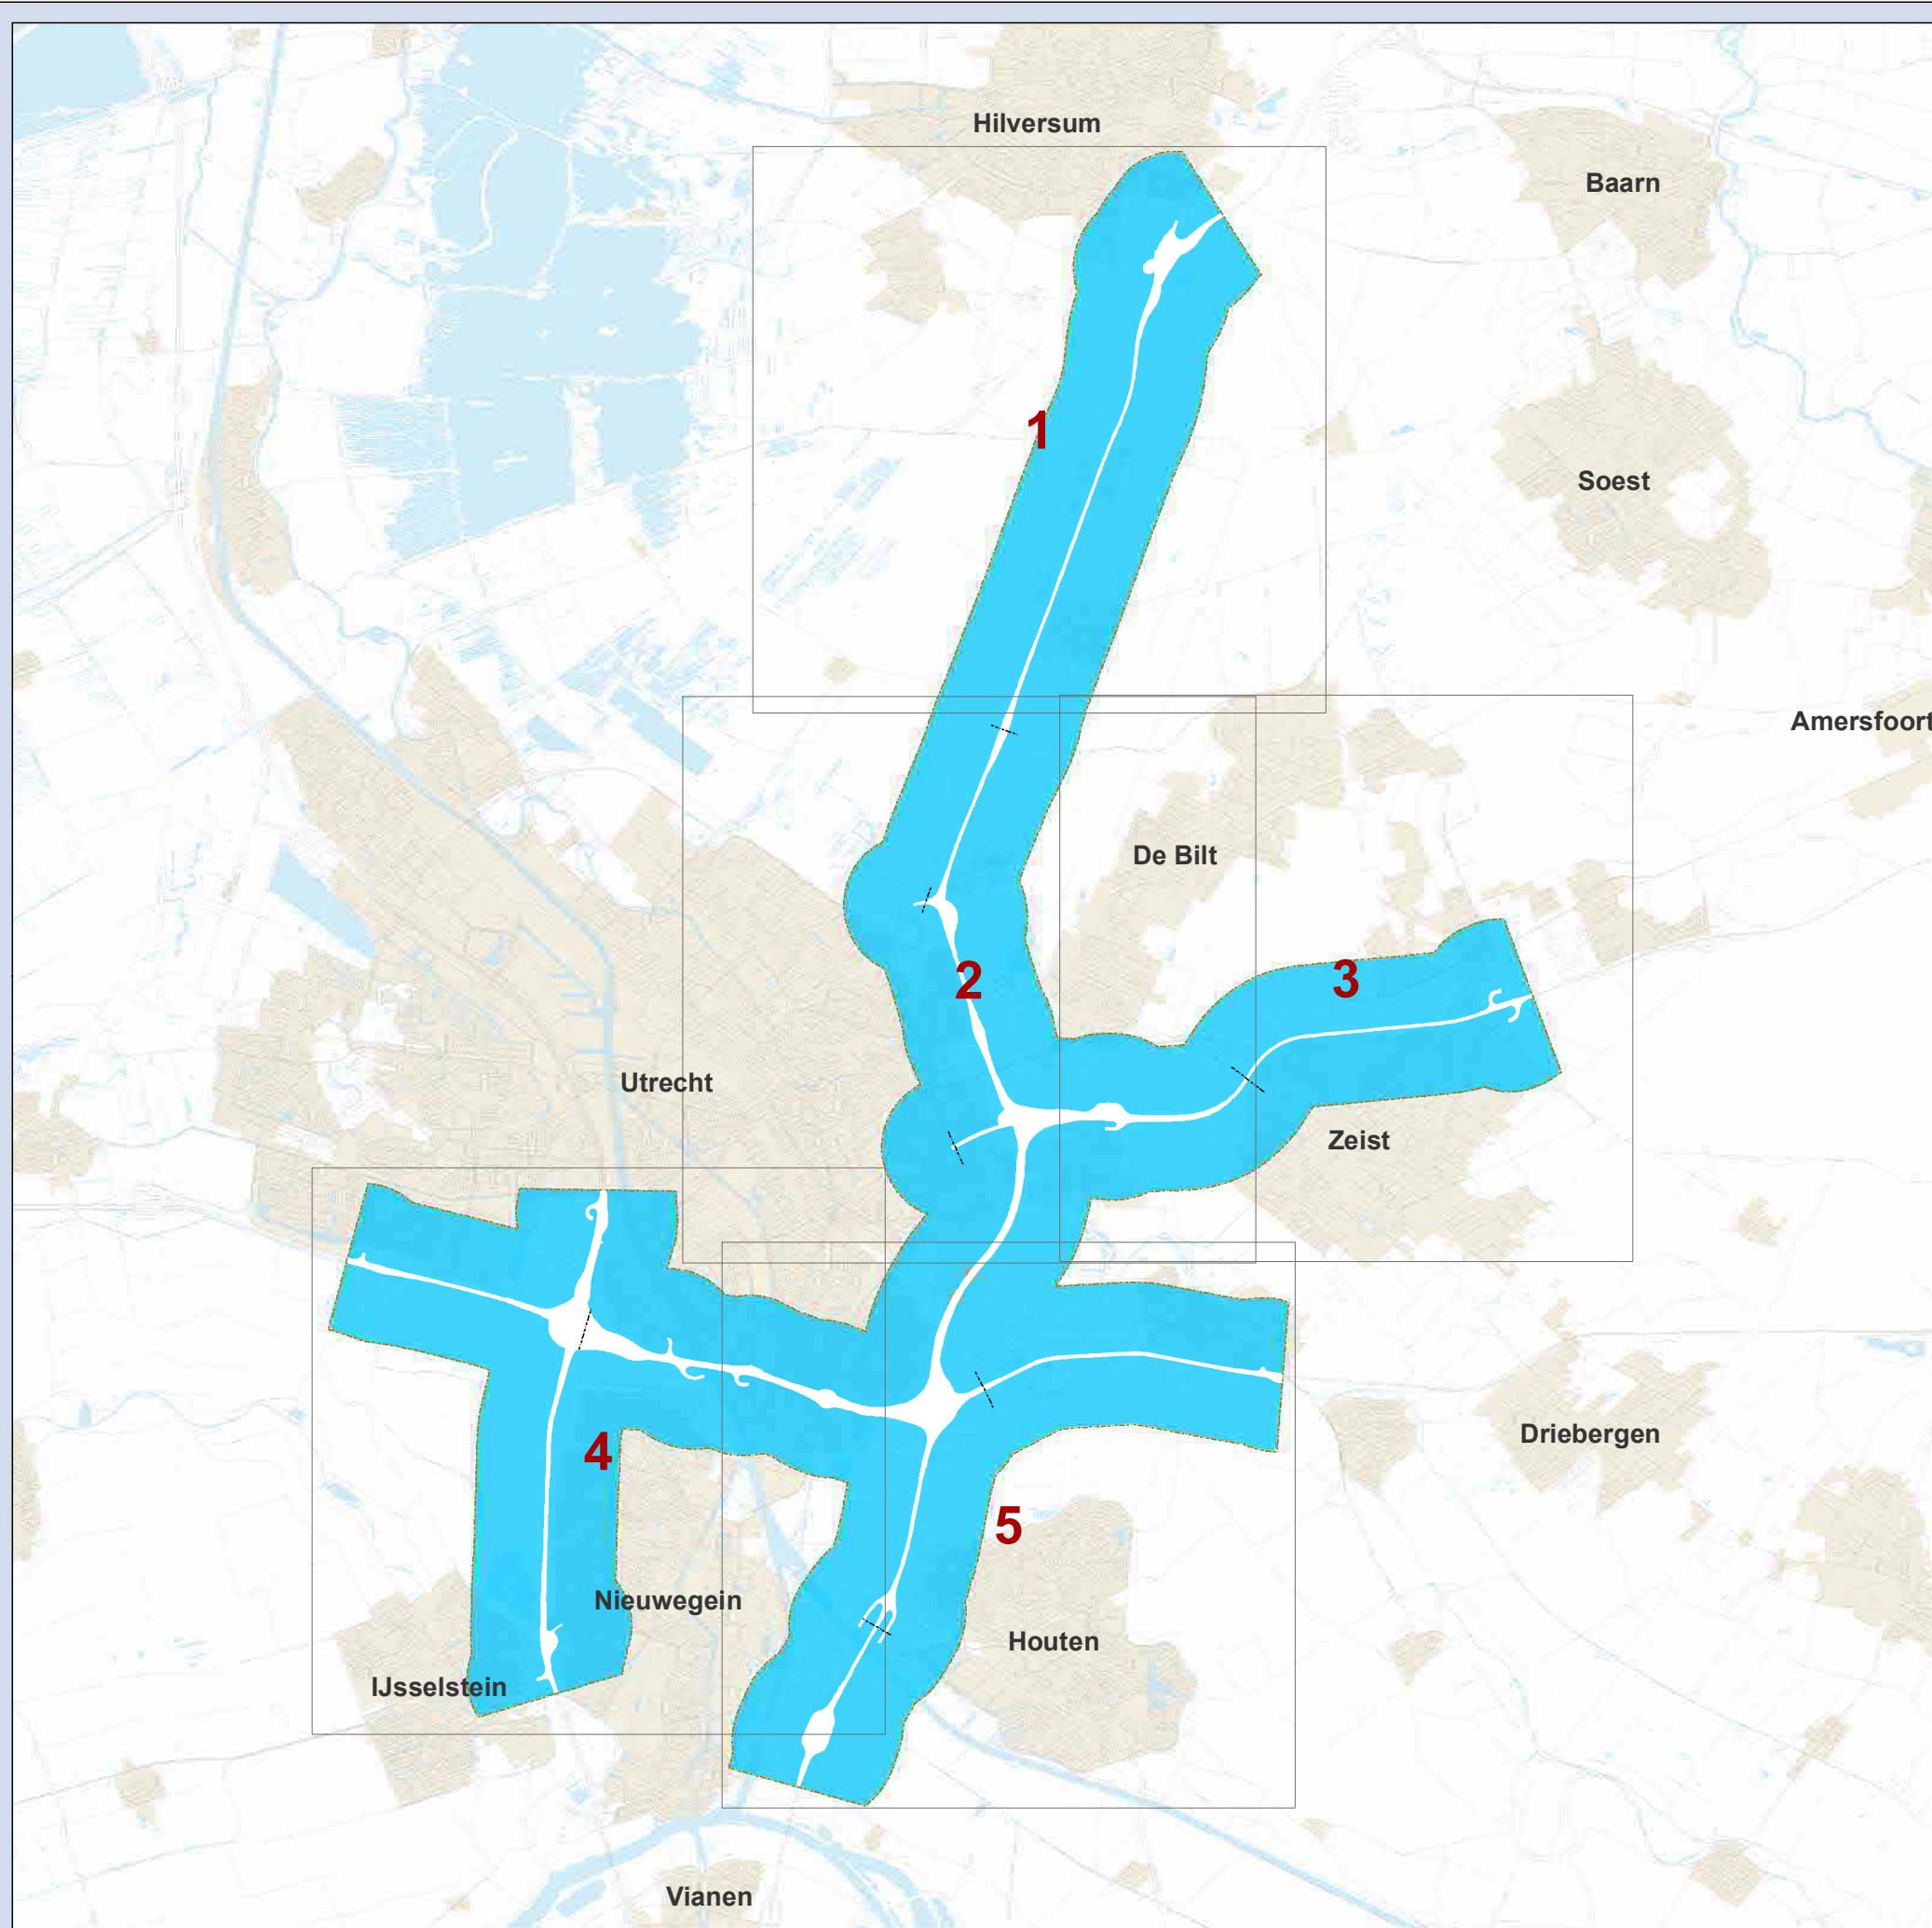 Hilversum
Baarn
1
Soest
Amersfoort
De Bilt
2
3
Utrecht
Zeist
4
Driebergen
5
Nieuwegein
Houten
IJsselstein
Vianen